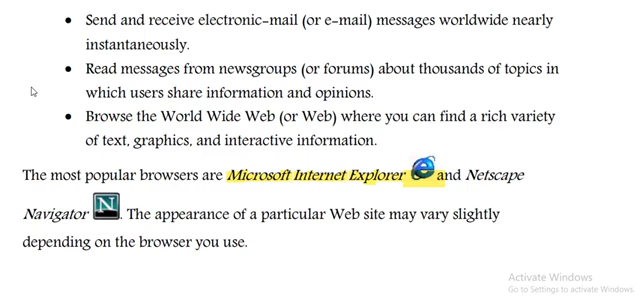 • Send and receive electronic-mail (or e-mail) messages worldwide nearly
instantaneously.
• Read messages from newsgroups (or forums) about thousands of topics in
which users share information and opinions.
• Browse the World Wide Web (or Web) where you can find a rich variety
of text, graphics, and interactive information.
The most popular browsers are Microsoft Internet Explorer and Netscape
Navigator . The appearance of a particular Web site may vary slightly
depending on the browser you use.
Activate Windows
Go to Settings to activate Windows.